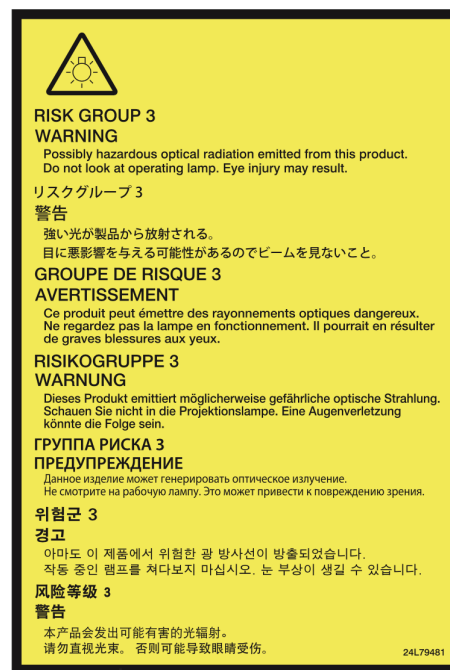 RISK GROUP 3
WARNING
Possibly hazardous optical radiation emitted from this product.
Do not look at operating lamp. Eye injury may result.
リスクグループ 3
警告
強い光が製品から放射される。
目に悪影響を与える可能性があるのでビームを見ないこと。
GROUPE DE RISQUE 3
AVERTISSEMENT
Ce produit peut émettre des rayonnements optiques dangereux.
Ne regardez pas la lampe en fonctionnement. Il pourrait en résulter
de graves blessures aux yeux.
RISIKOGRUPPE 3
WARNUNG
Dieses Produkt emittiert möglicherweise gefährliche optische Strahlung.
Schauen Sie nicht in die Projektionslampe. Eine Augenverletzung
könnte die Folge sein.
ГРУППА РИСКА 3
ПРЕДУПРЕЖДЕНИЕ
Данное изделие может генерировать оптическое излучение.
Не смотрите на рабочую лампу. Это может привести к повреждению зрения.
위험군 3
경고
아마도 이 제품에서 위험한 광 방사선이 방출되었습니다.
작동 중인 램프를 쳐다보지 마십시오. 눈 부상이 생길 수 있습니다.
风险等级 3
警告
本产品会发出可能有害的光辐射。
请勿直视光束。 否则可能导致眼睛受伤。
24L79481